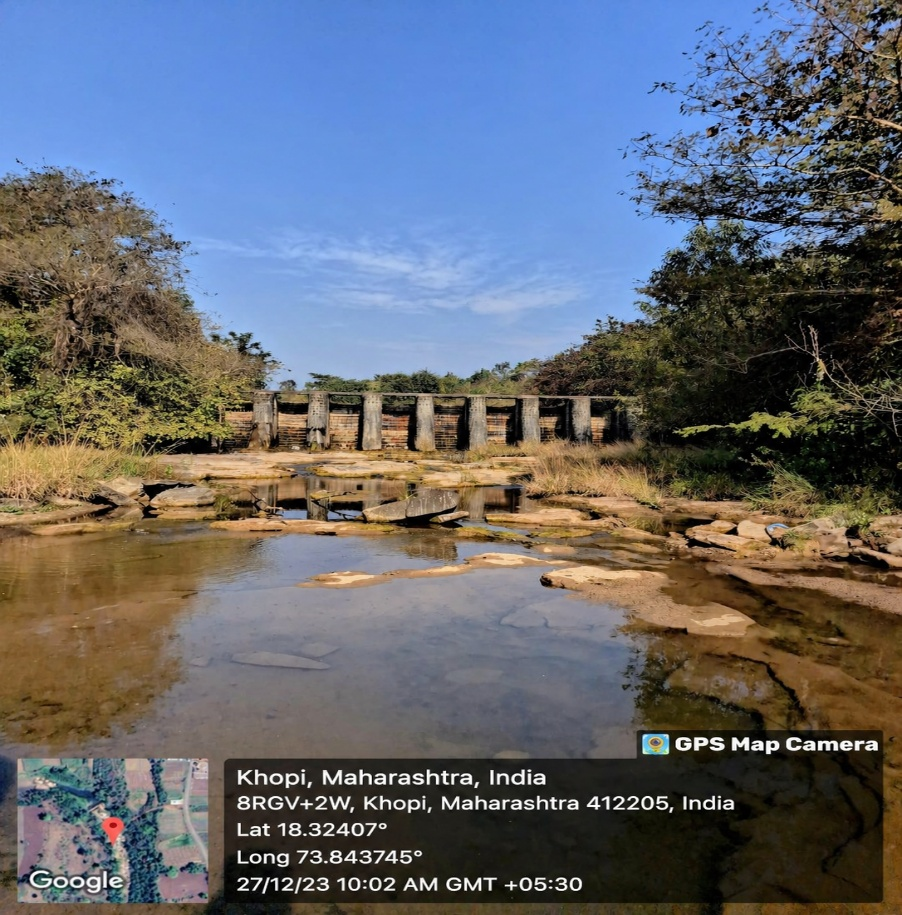 GPS Map Camera
Khopi, Maharashtra, India
8RGV+2W, Khopi, Maharashtra 412205, India
Lat 18.32407°
Long 73.843745°
27/12/23 10:02 AM GMT +05:30
Google